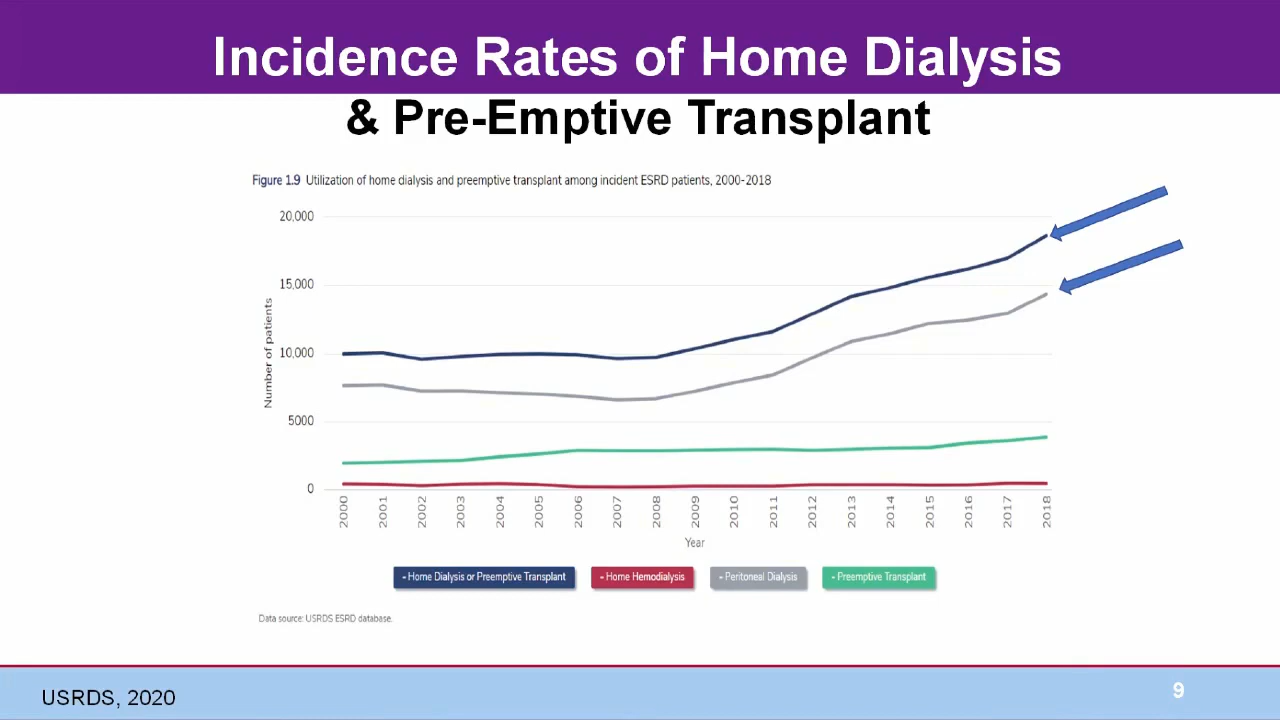 Incidence Rates of Home Dialysis
& Pre-Emptive Transplant
Figure 1.9 Utilization of home dialysis and preemptive transplant among incident ESRD patients, 2000-2018
20,000
15,000
10,000
5000
0
Number of patients
2000 2001 2002 2003 2004 2005 2006 2007 2008 2009 2010 2011 2012 2013 2014 2015 2016 2017 2018
Year
- Home Dialysis or Preemptive Transplant - Home Hemodialysis - Peritoneal Dialysis - Preemptive Transplant
Data source: USRDS ESRD database.
USRDS, 2020
9